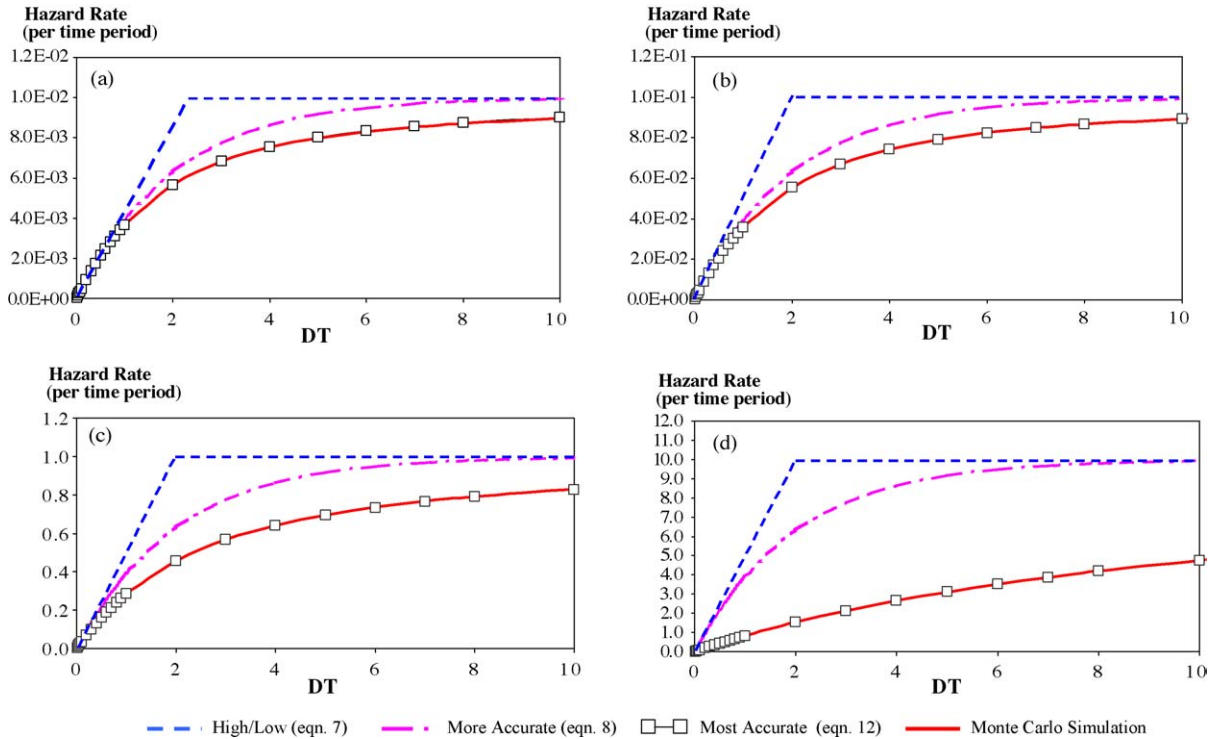 Hazard Rate
(per time period)
1.2E-02
1.0E-02
8.0E-03
6.0E-03
4.0E-03
2.0E-03
0.0E+00
(a)
0 2 4 6 8 10
DT
Hazard Rate
(per time period)
1.2E-01
1.0E-01
8.0E-02
6.0E-02
4.0E-02
2.0E-02
0.0E+00
(b)
0 2 4 6 8 10
DT
Hazard Rate
(per time period)
1.2
1.0
0.8
0.6
0.4
0.2
0.0
(c)
0 2 4 6 8 10
DT
Hazard Rate
(per time period)
12.0
11.0
10.0
9.0
8.0
7.0
6.0
5.0
4.0
3.0
2.0
1.0
0.0
(d)
0 2 4 6 8 10
DT
High/Low (eqn. 7) More Accurate (eqn. 8) Most Accurate (eqn. 12) Monte Carlo Simulation